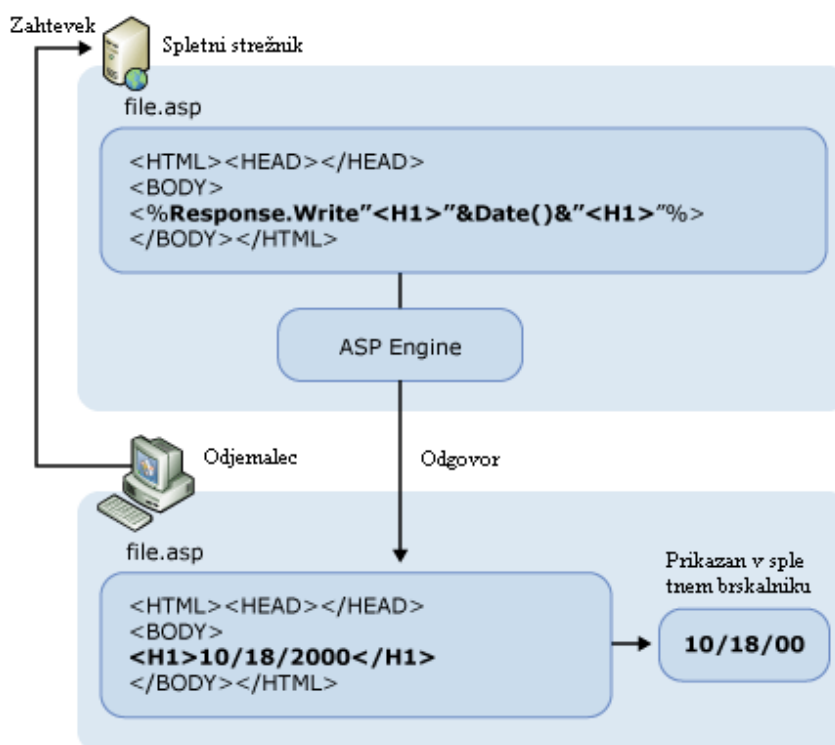 Zahtevek
Spletni strežnik
file.asp
<HTML><HEAD></HEAD>
<BODY>
<%Response.Write”<H1>”&Date()&”<H1>”%>
</BODY></HTML>
ASP Engine
Odjemalec
Odgovor
file.asp
<HTML><HEAD></HEAD>
<BODY>
<H1>10/18/2000</H1>
</BODY></HTML>
Prikazan v sple
tnem brskalniku
10/18/00